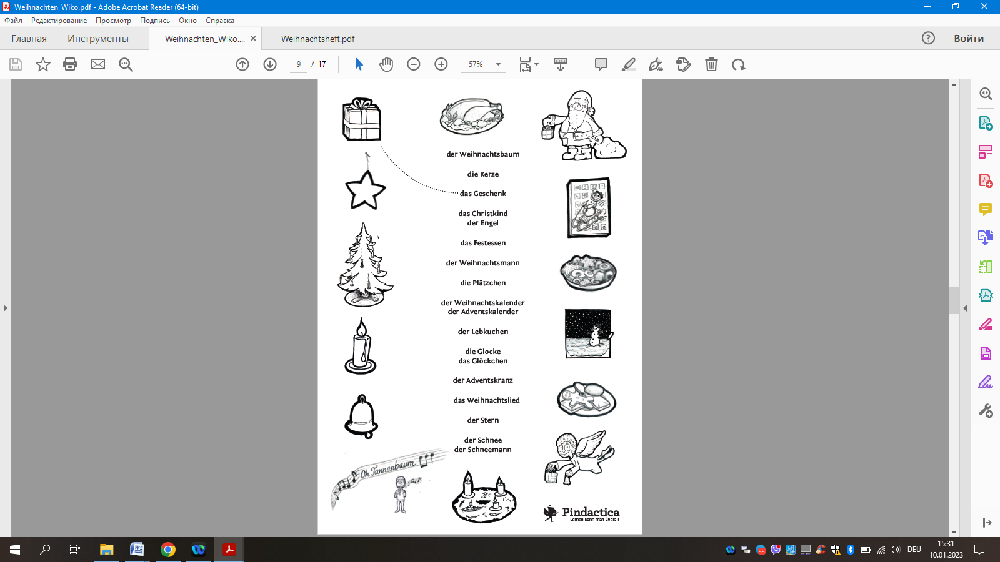 Weihnachten_Wiko.pdf - Adobe Acrobat Reader (64-bit)
Файл Редактирование Просмотр Подпись Окно Справка
Главная Инструменты Weihnachten_Wiko.... × Weihnachtsheft.pdf ? Войти
9 / 17 57%
der Weihnachtsbaum
die Kerze
das Geschenk
das Christkind
der Engel
das Festessen
der Weihnachtsmann
die Plätzchen
der Weihnachtskalender
der Adventskalender
der Lebkuchen
die Glocke
das Glöckchen
der Adventskranz
das Weihnachtslied
der Stern
der Schnee
der Schneemann
Oh Tannenbaum
Pindactica
Lernen kann man überall
88 DEU 15:31
10.01.2023